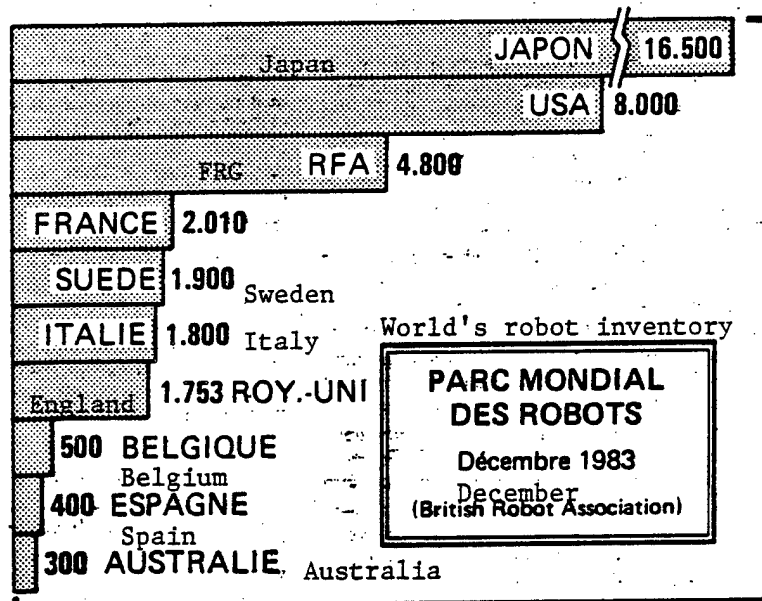 JAPON 16.500
Japan
USA 8.000
FRG RFA 4.800
FRANCE 2.010
SUEDE 1.900
Sweden
ITALIE 1.800
Italy
England 1.753 ROY.-UNI
500 BELGIQUE
Belgium
400 ESPAGNE
Spain
300 AUSTRALIE Australia
World's robot inventory
PARC MONDIAL
DES ROBOTS
Décembre 1983
December
(British Robot Association)